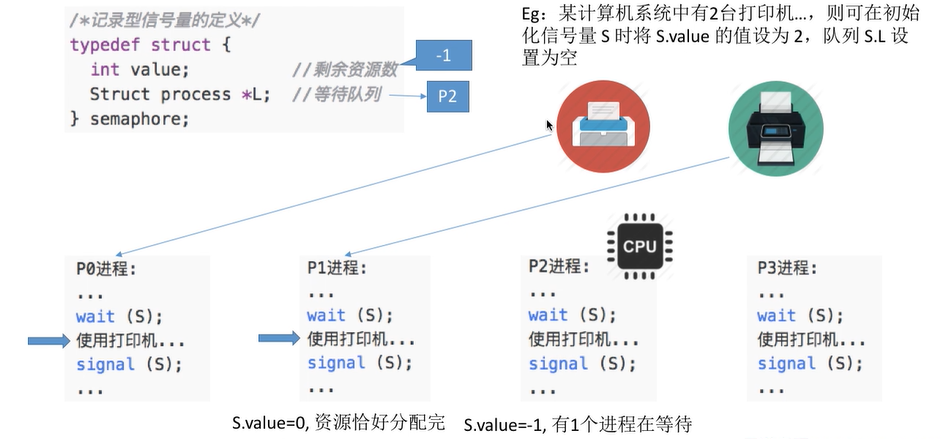 /*记录型信号量的定义*/
typedef struct {
int value; //剩余资源数
Struct process *L; //等待队列
} semaphore;
-1
P2
Eg：某计算机系统中有2台打印机…，则可在初始
化信号量 S 时将 S.value 的值设为 2，队列 S.L 设
置为空
CPU
P0进程:
...
wait (S);
使用打印机...
signal (S);
...
P1进程:
...
wait (S);
使用打印机...
signal (S);
...
P2进程:
...
wait (S);
使用打印机...
signal (S);
...
P3进程:
...
wait (S);
使用打印机...
signal (S);
...
S.value=0, 资源恰好分配完
S.value=-1, 有1个进程在等待